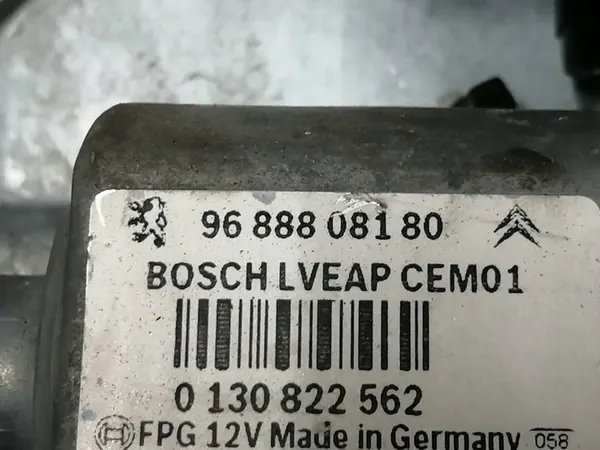 96 888 081 80
BOSCH LVEAP CEM01
0 130 822 562
FPG 12V Made in Germany 058